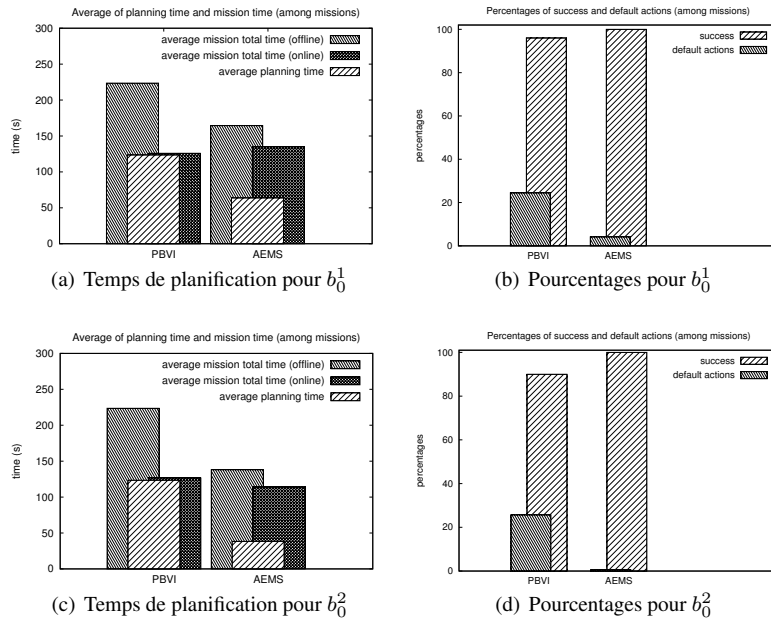 Average of planning time and mission time (among missions)
average mission total time (offline)
average mission total time (online)
average planning time
300
250
200
150
100
50
0
time (s)
PBVI
AEMS
(a) Temps de planification pour b_0^1
Percentages of success and default actions (among missions)
success
default actions
100
80
60
40
20
0
percentages
PBVI
AEMS
(b) Pourcentages pour b_0^1
Average of planning time and mission time (among missions)
average mission total time (offline)
average mission total time (online)
average planning time
300
250
200
150
100
50
0
time (s)
PBVI
AEMS
(c) Temps de planification pour b_0^2
Percentages of success and default actions (among missions)
success
default actions
100
80
60
40
20
0
percentages
PBVI
AEMS
(d) Pourcentages pour b_0^2